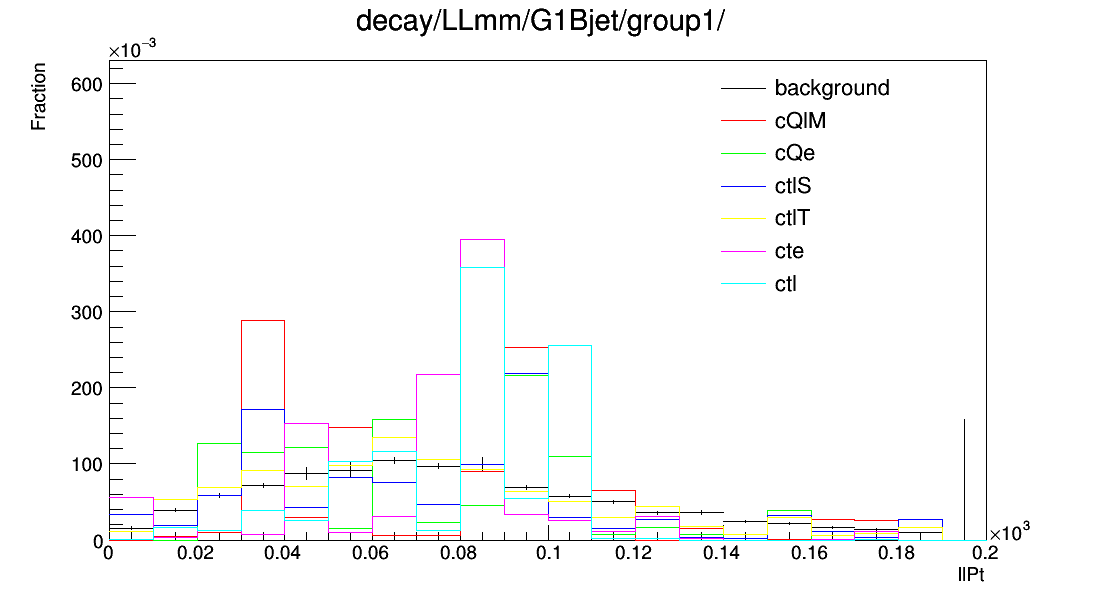 decay/LLmm/G1Bjet/group1/
×10⁻³
Fraction
600
500
400
300
200
100
0
background
cQlM
cQe
ctlS
ctlT
cte
ctl
0 0.02 0.04 0.06 0.08 0.1 0.12 0.14 0.16 0.18 0.2
×10³
llPt